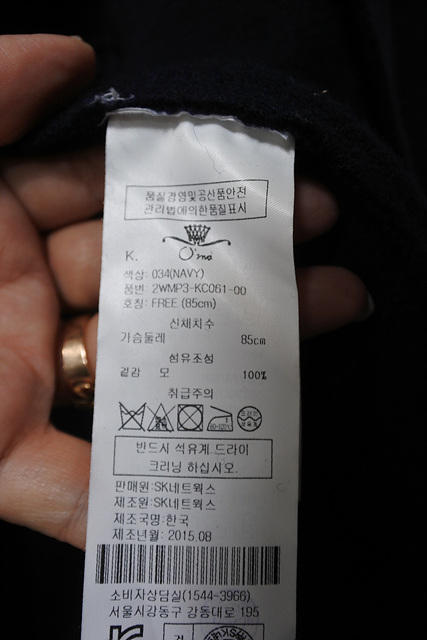 품질경영및공산품안전
관리법에의한품질표시
K.
O'2nd
색상: 034(NAVY)
품번: 2WMP3-KC061-00
호칭: FREE (85cm)
신체치수
가슴둘레 85cm
섬유조성
겉감 모 100%
취급주의
반드시 석유계 드라이
크리닝 하십시오.
판매원:SK네트웍스
제조원:SK네트웍스
제조국명:한국
제조년월: 2015.08
소비자상담실(1544-3966)
서울시강동구 강동대로 195